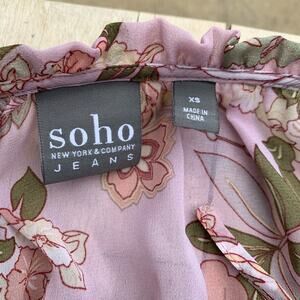 soho
NEW YORK & COMPANY
JEANS
XS
MADE IN
CHINA